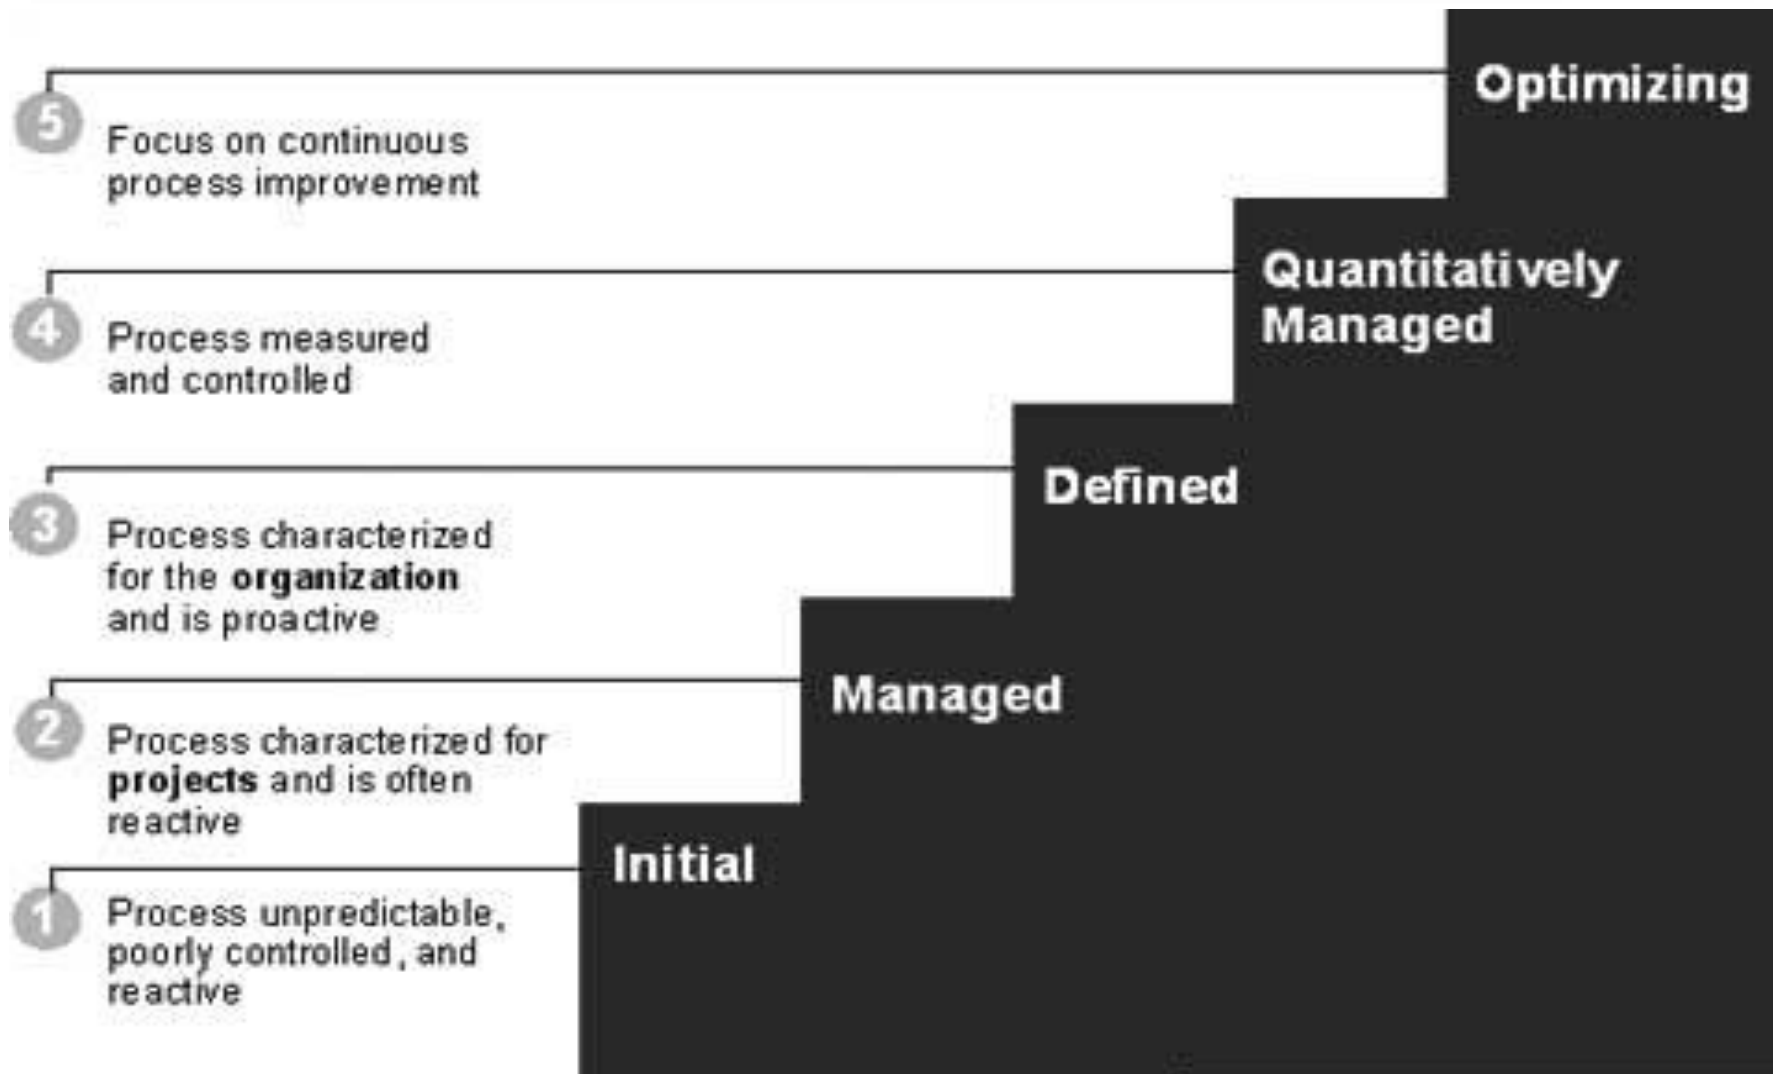 Optimizing
5
Focus on continuous
process improvement
Quantitatively
Managed
4
Process measured
and controlled
Defined
3
Process characterized
for the organization
and is proactive
Managed
2
Process characterized for
projects and is often
reactive
Initial
1
Process unpredictable,
poorly controlled, and
reactive